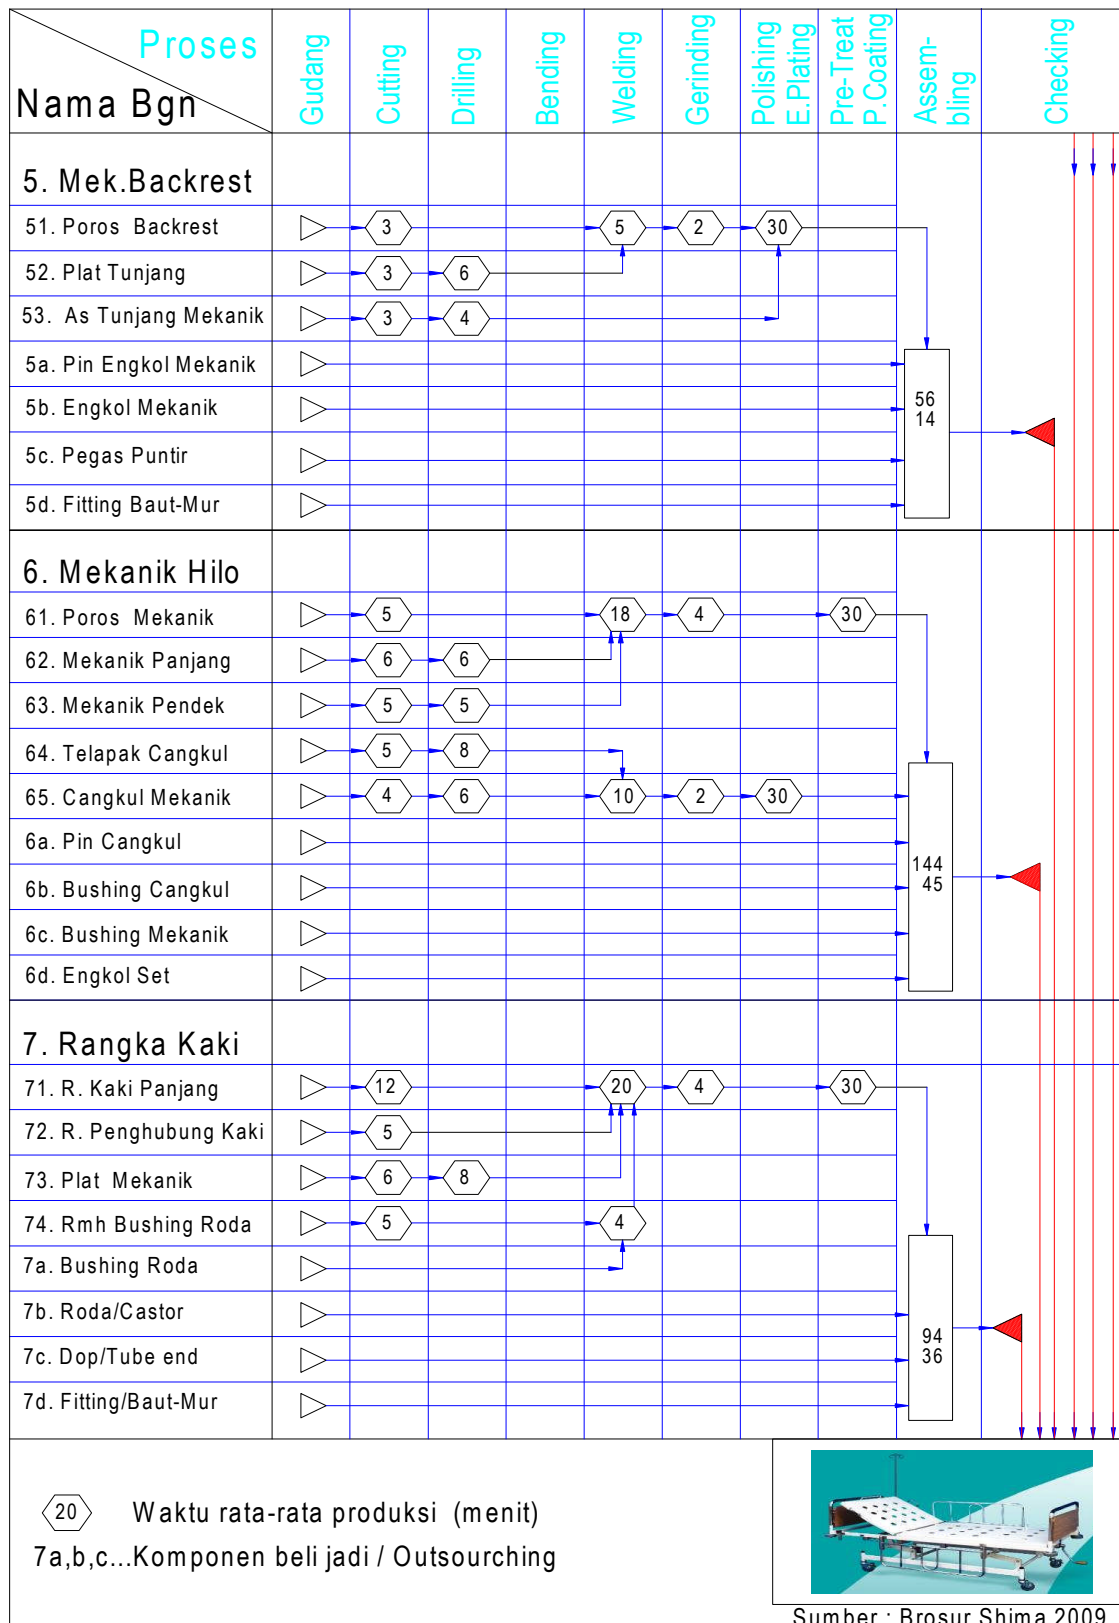 Proses
Nama Bgn
Gudang
Cutting
Drilling
Bending
Welding
Gerinding
Polishing
E.Plating
Pre-Treat
P.Coating
Assem-
bling
Checking
5. Mek.Backrest
51. Poros Backrest
3
5
2
30
52. Plat Tunjang
3
6
53. As Tunjang Mekanik
3
4
5a. Pin Engkol Mekanik
5b. Engkol Mekanik
56
14
5c. Pegas Puntir
5d. Fitting Baut-Mur
6. Mekanik Hilo
61. Poros Mekanik
5
18
4
30
62. Mekanik Panjang
6
6
63. Mekanik Pendek
5
5
64. Telapak Cangkul
5
8
65. Cangkul Mekanik
4
6
10
2
30
6a. Pin Cangkul
6b. Bushing Cangkul
144
45
6c. Bushing Mekanik
6d. Engkol Set
7. Rangka Kaki
71. R. Kaki Panjang
12
20
4
30
72. R. Penghubung Kaki
5
73. Plat Mekanik
6
8
74. Rmh Bushing Roda
5
4
7a. Bushing Roda
7b. Roda/Castor
94
36
7c. Dop/Tube end
7d. Fitting/Baut-Mur
20 Waktu rata-rata produksi (menit)
7a,b,c...Komponen beli jadi / Outsourching
Sumber : Brosur Shima 2009